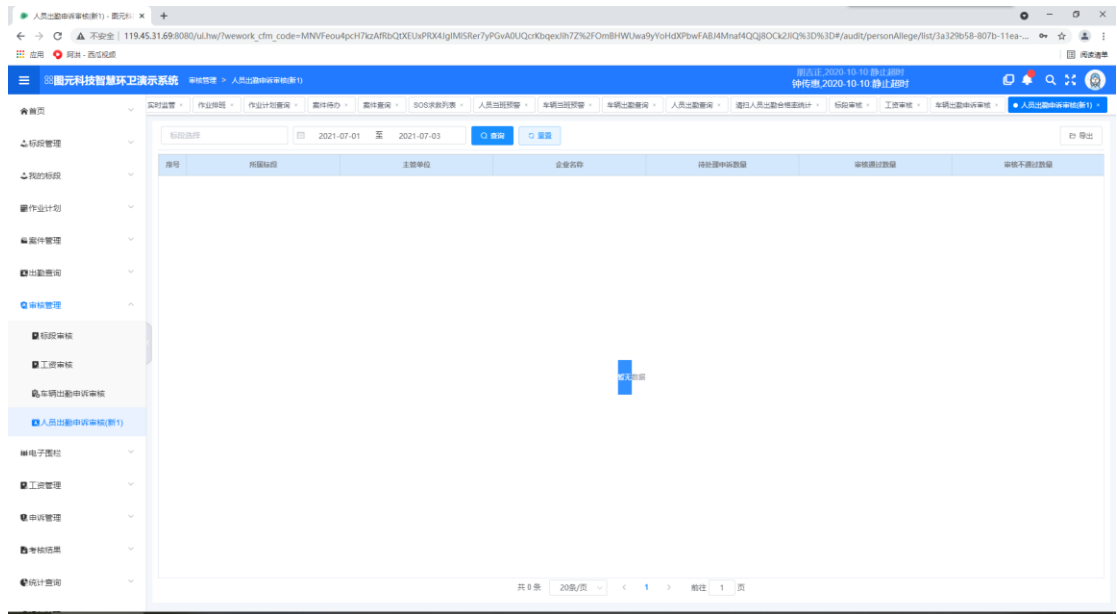 人员出勤申诉审核(新1) - 图元科
不安全 | 119.45.31.69:8080/ui.hw/?wework_cfm_code=MNVFeou4pcH7kzAfRbQtXEUxPRX4JgIMISRer7yPGvA0UQcrKbqexJih7Z%2FOmBHWUwa9yYoHdXPbwFABJ4Mnaf4QQj8OCk2JIQ%3D%3D#/audit/personAllege/list/3a329b58-807b-11ea-...
应用 阿洪 - 西瓜视频 阅读清单
图元科技智慧环卫演示系统 审核管理 > 人员出勤申诉审核(新1)
2020-10-10:静止超时
钟传惠,2020-10-10:静止超时
首页
标段管理
我的标段
作业计划
案件管理
出勤查询
审核管理
标段审核
工资审核
车辆出勤申诉审核
人员出勤申诉审核(新1)
电子围栏
工资管理
申诉管理
考核结果
统计查询
实时监管 作业排班 作业计划查询 案件待办 案件查询 SOS求救列表 人员当班预警 车辆当班预警 车辆出勤查询 人员出勤查询 清扫人员出勤合格率统计 标段审核 工资审核 车辆出勤申诉审核 人员出勤申诉审核(新1)
标段选择 2021-07-01 至 2021-07-03 查询 重置 导出
序号 所属标段 主管单位 企业名称 待处理申诉数量 审核通过数量 审核不通过数量
暂无数据
共 0 条 20条/页 < 1 > 前往 1 页